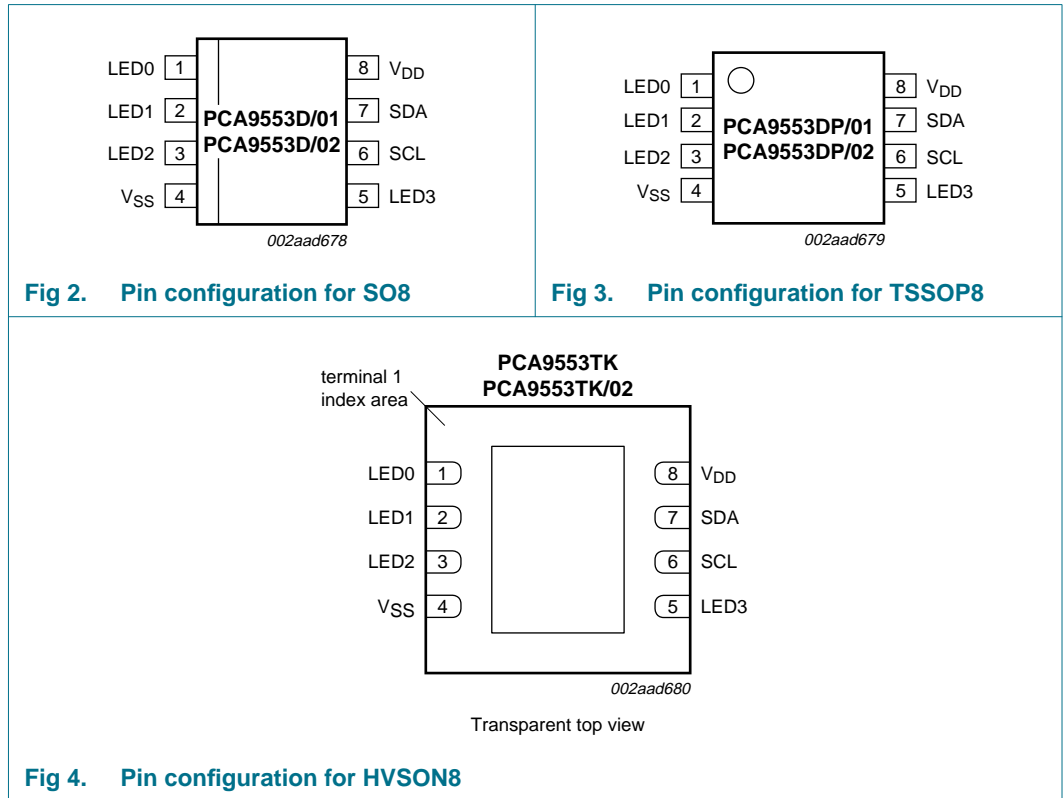 LED0 1
LED1 2
LED2 3
VSS 4
PCA9553D/01
PCA9553D/02
8 VDD
7 SDA
6 SCL
5 LED3
002aad678
Fig 2. Pin configuration for SO8
LED0 1
LED1 2
LED2 3
VSS 4
PCA9553DP/01
PCA9553DP/02
8 VDD
7 SDA
6 SCL
5 LED3
002aad679
Fig 3. Pin configuration for TSSOP8
PCA9553TK
PCA9553TK/02
terminal 1
index area
LED0 1
LED1 2
LED2 3
VSS 4
8 VDD
7 SDA
6 SCL
5 LED3
002aad680
Transparent top view
Fig 4. Pin configuration for HVSON8